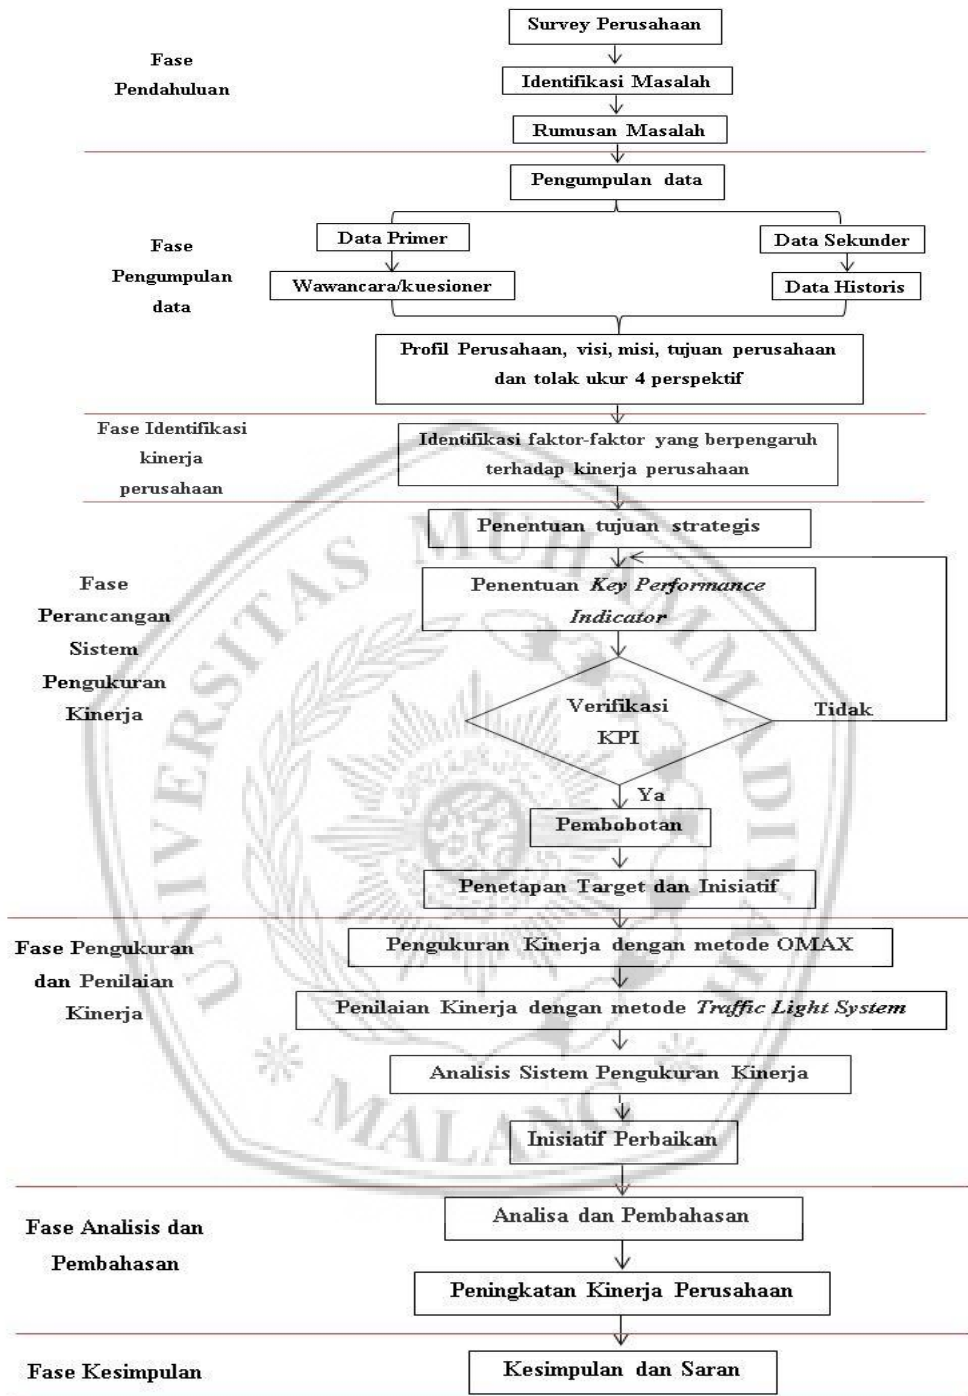 Survey Perusahaan
Fase
Pendahuluan
Identifikasi Masalah
Rumusan Masalah
Pengumpulan data
Fase
Pengumpulan
data
Data Primer
Data Sekunder
Wawancara/kuesioner
Data Historis
Profil Perusahaan, visi, misi, tujuan perusahaan
dan tolak ukur 4 perspektif
Fase Identifikasi
kinerja
perusahaan
Identifikasi faktor-faktor yang berpengaruh
terhadap kinerja perusahaan
Penentuan tujuan strategis
Fase
Perancangan
Sistem
Pengukuran
Kinerja
Penentuan Key Performance
Indicator
Verifikasi
KPI
Tidak
Ya
Pembobotan
Penetapan Target dan Inisiatif
Fase Pengukuran
dan Penilaian
Kinerja
Pengukuran Kinerja dengan metode OMAX
Penilaian Kinerja dengan metode Traffic Light System
Analisis Sistem Pengukuran Kinerja
Inisiatif Perbaikan
Fase Analisis dan
Pembahasan
Analisa dan Pembahasan
Peningkatan Kinerja Perusahaan
Fase Kesimpulan
Kesimpulan dan Saran
UNIVERSITAS MUHAMMADIYAH
MALANG